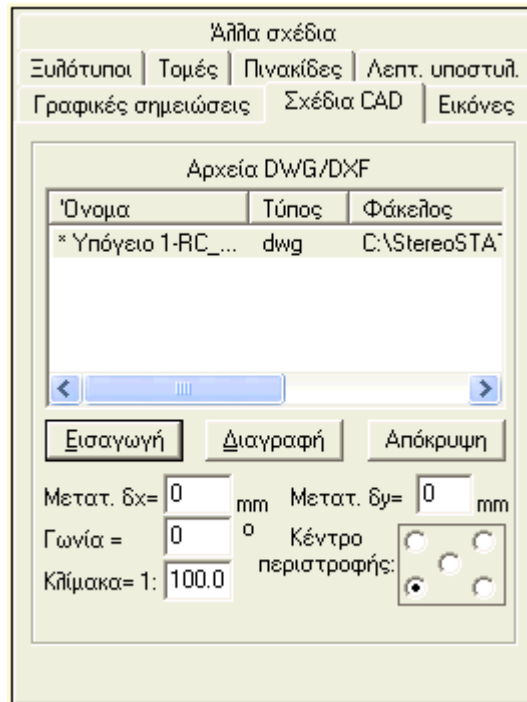 Άλλα σχέδια
Ξυλότυποι Τομές Πινακίδες Λεπτ. υποστυλ.
Γραφικές σημειώσεις Σχέδια CAD Εικόνες
Αρχεία DWG/DXF
Όνομα Τύπος Φάκελος
* Υπόγειο 1-RC_... dwg C:\StereoSTAT
Εισαγωγή Διαγραφή Απόκρυψη
Μετατ. δx= 0 mm Μετατ. δy= 0 mm
Γωνία = 0 ° Κέντρο
περιστροφής:
Κλίμακα= 1: 100.0